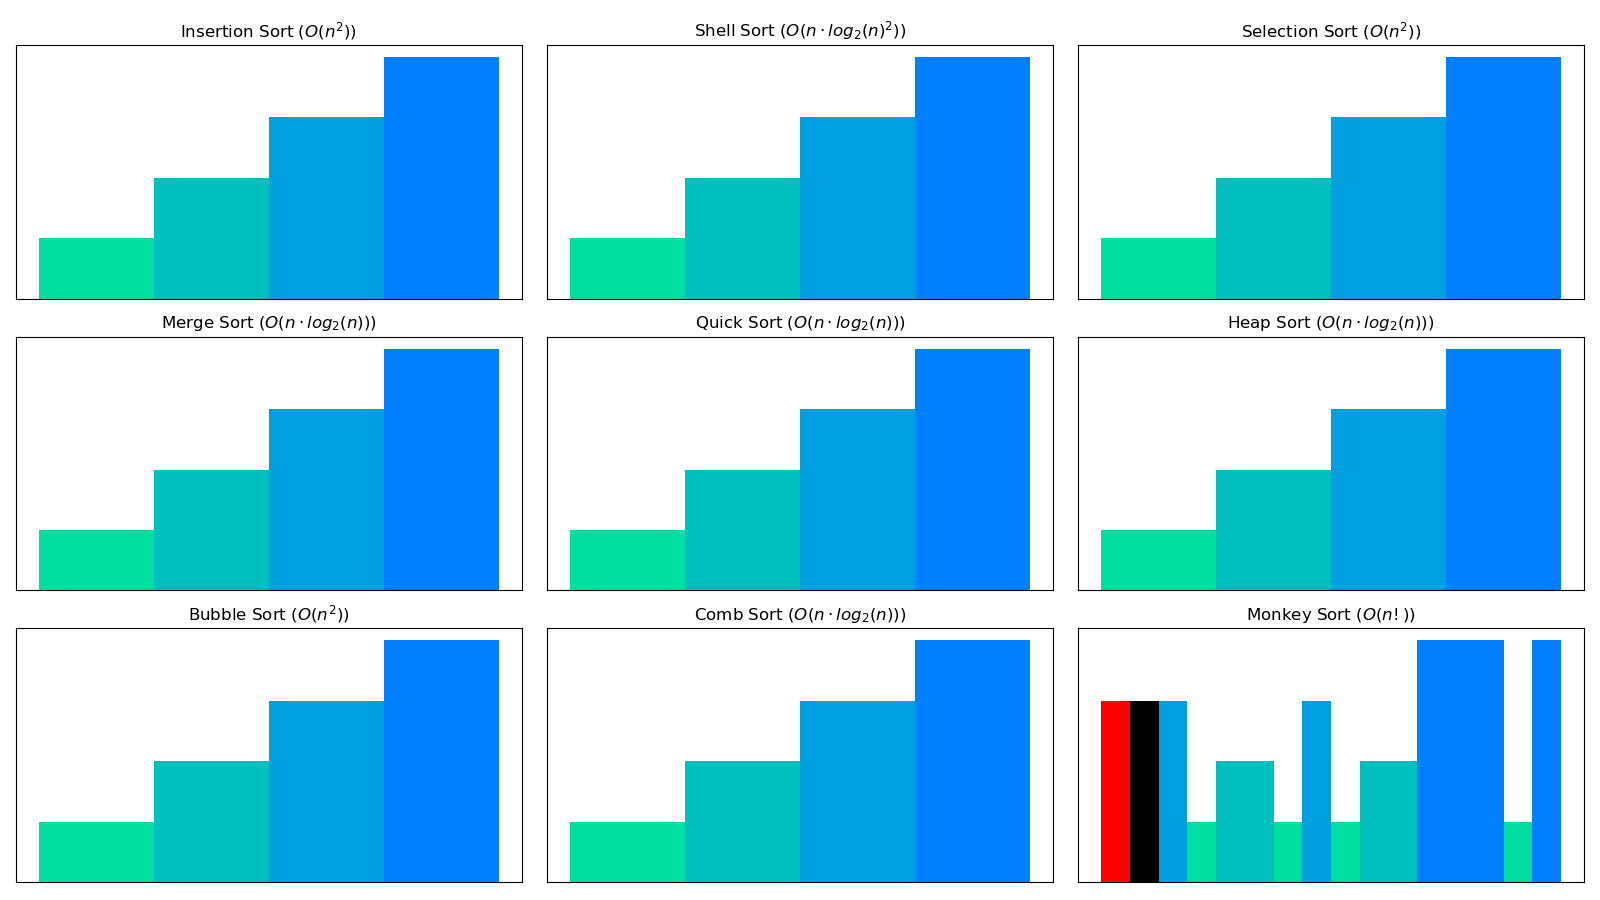 Insertion Sort (O(n²))
Shell Sort (O(n · log₂(n)²))
Selection Sort (O(n²))
Merge Sort (O(n · log₂(n)))
Quick Sort (O(n · log₂(n)))
Heap Sort (O(n · log₂(n)))
Bubble Sort (O(n²))
Comb Sort (O(n · log₂(n)))
Monkey Sort (O(n!))